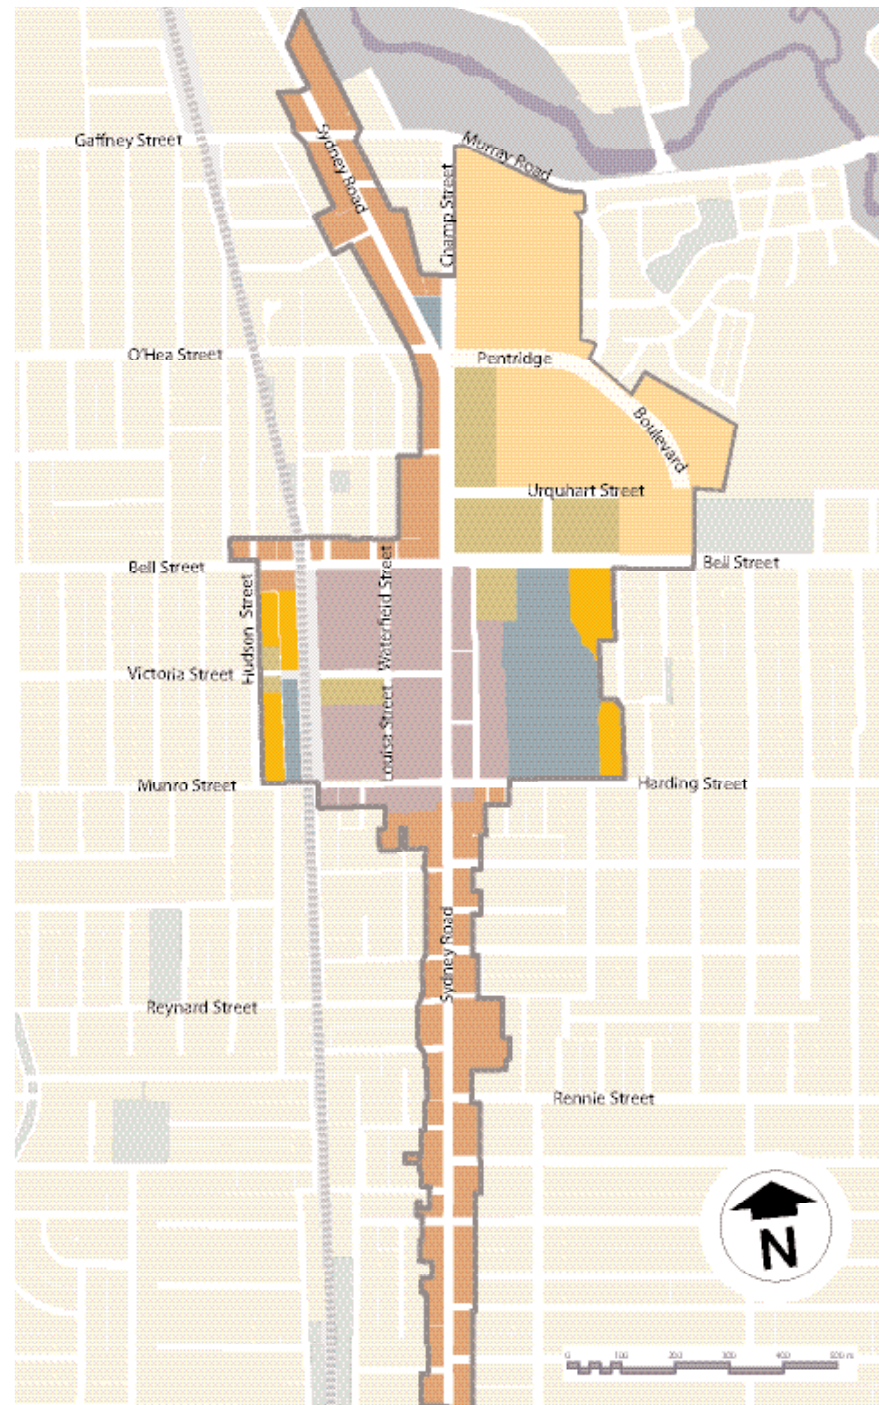 Gaffney Street
Sydney Road
Murray Road
Champ Street
O'Hea Street
Pentridge
Boulevard
Urquhart Street
Bell Street
Bell Street
Hudson Street
Waterfield Street
Victoria Street
Louisa Street
Munro Street
Harding Street
Sydney Road
Reynard Street
Rennie Street
N
0 100 200 300 400 500 m